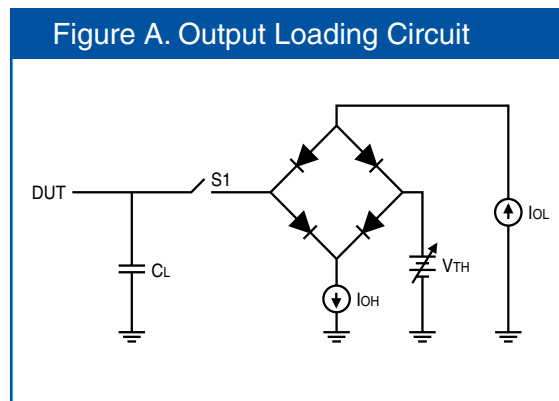 Figure A. Output Loading Circuit
DUT
S1
IOL
CL
VTH
IOH